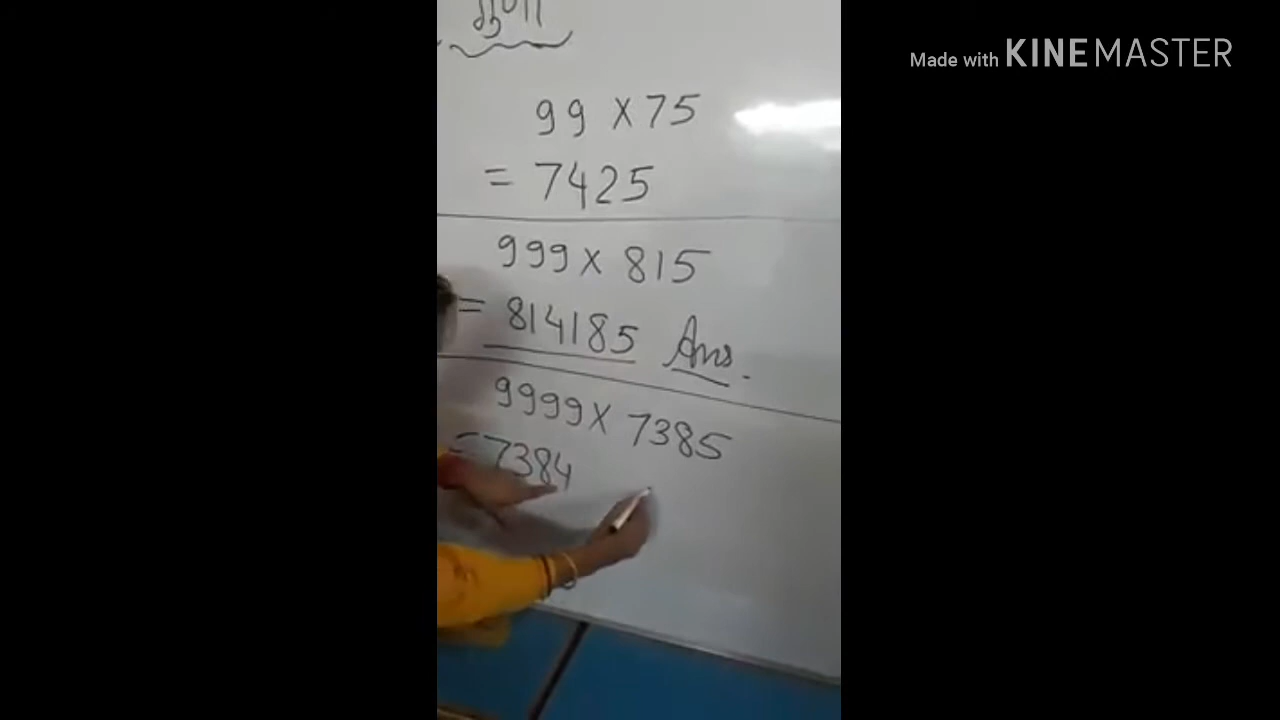 गुणा
99 × 75
= 7425
999 × 815
= 814185 Ans.
9999 × 7385
= 7384
Made with KINEMASTER